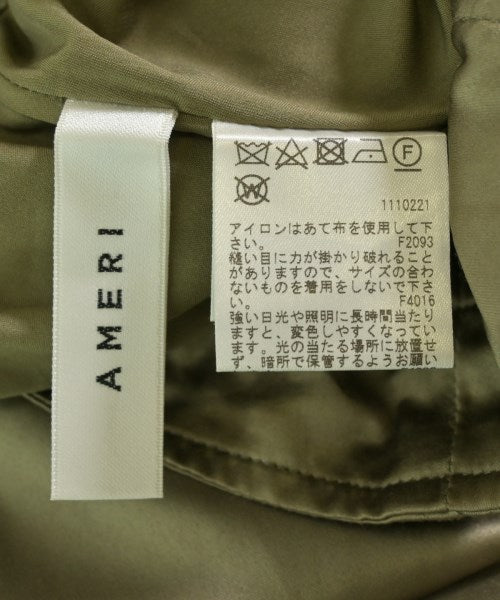 AMERI
F
W
1110221
アイロンはあて布を使用して下
さい。 F2093
縫い目に力が掛かり破れること
がありますので、サイズの合わ
ないものを着用をしないで下さ
い。 F4016
強い日光や照明に長時間当たり
ますと、変色しやすくなってい
ます。光の当たる場所に放置せ
ず、暗所で保管するようお願い